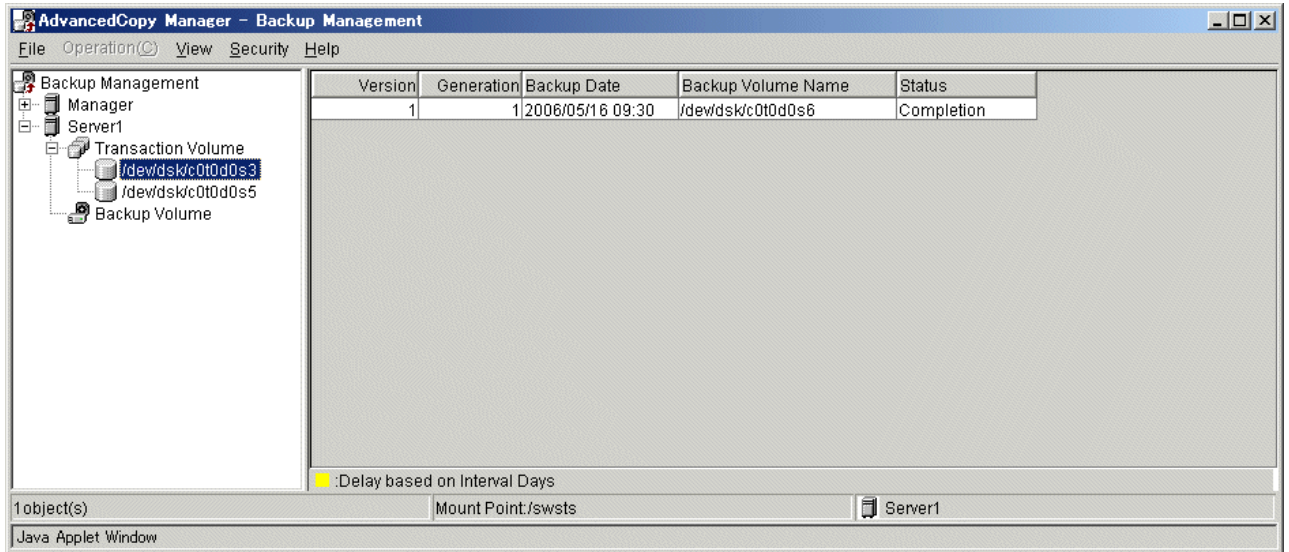 AdvancedCopy Manager - Backup Management
File Operation(C) View Security Help
Backup Management
Manager
Server1
Transaction Volume
/dev/dsk/c0t0d0s3
/dev/dsk/c0t0d0s5
Backup Volume
Version Generation Backup Date Backup Volume Name Status
1 1 2006/05/16 09:30 /dev/dsk/c0t0d0s6 Completion
:Delay based on Interval Days
1object(s) Mount Point:/swsts Server1
Java Applet Window